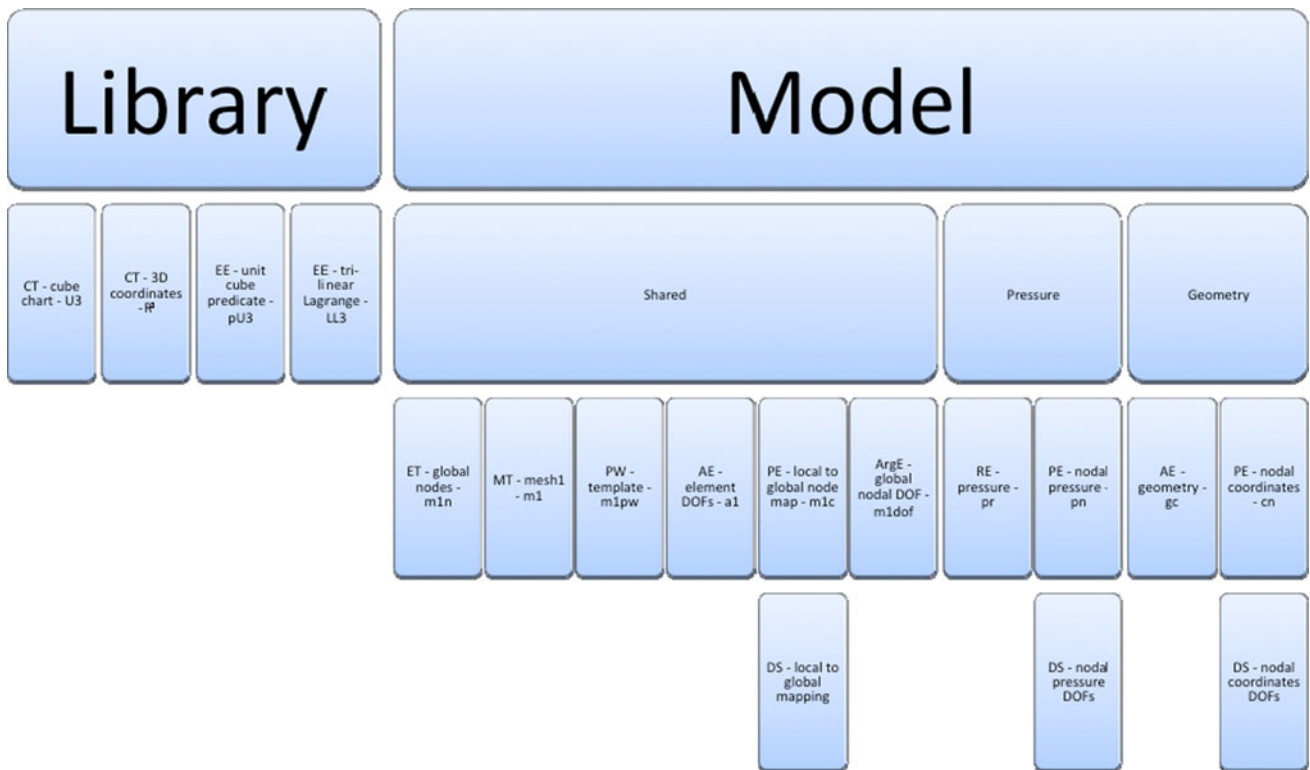 Library
Model
CT - cube
chart - U3
CT - 3D
coordinates
EE - unit
cube
predicate -
pU3
EE - tri-
linear
Lagrange -
LL3
Shared
Pressure
Geometry
ET - global
nodes - m1n
MT - mesh1
- m1
PW -
template -
m1pw
AE -
element
DOFs - a1
PE - local to
global node
map - m1c
ArgE -
global
nodal DOF -
m1dof
RE -
pressure -
pr
PE - nodal
pressure -
pn
AE -
geometry -
gc
PE - nodal
coordinates
- cn
DS - local to
global
mapping
DS - nodal
pressure
DOFs
DS - nodal
coordinates
DOFs